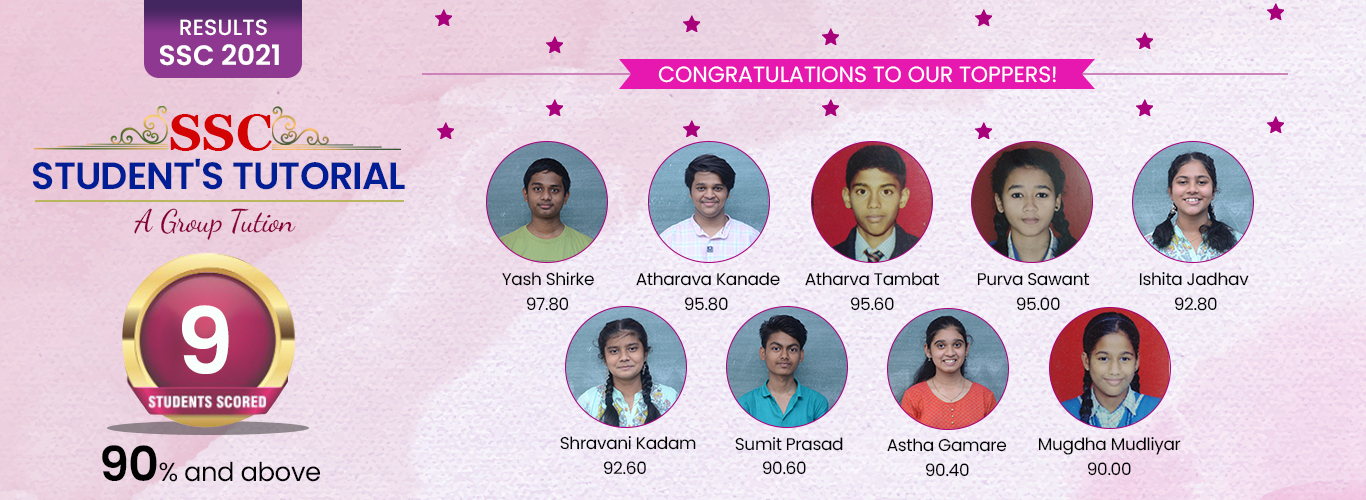 RESULTS
SSC 2021
SSC
STUDENT'S TUTORIAL
A Group Tution
9
STUDENTS SCORED
90% and above
CONGRATULATIONS TO OUR TOPPERS!
Yash Shirke
97.80
Atharava Kanade
95.80
Atharva Tambat
95.60
Purva Sawant
95.00
Ishita Jadhav
92.80
Shravani Kadam
92.60
Sumit Prasad
90.60
Astha Gamare
90.40
Mugdha Mudliyar
90.00